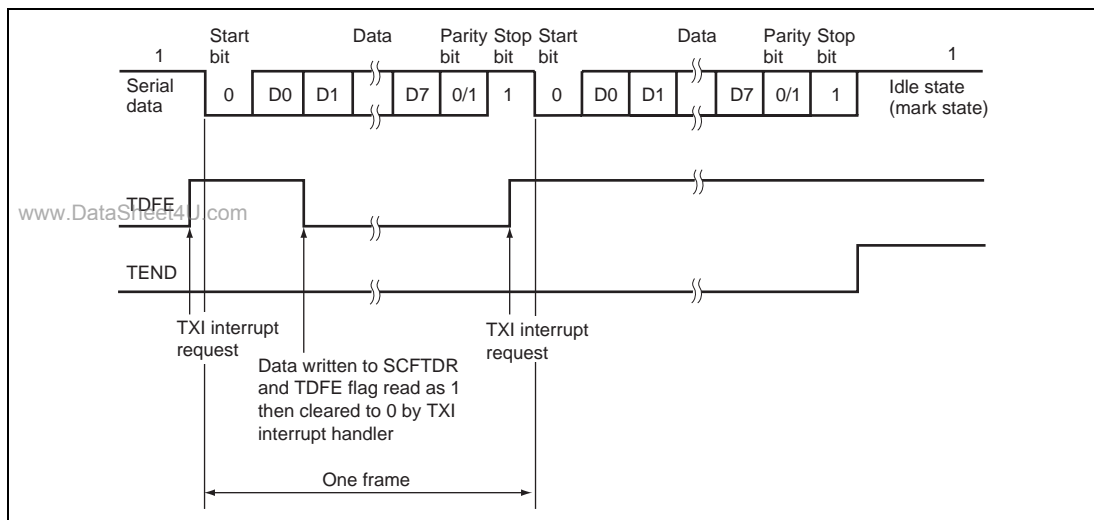 Start bit Data Parity bit Stop bit Start bit Data Parity bit Stop bit
1 1
Serial data 0 D0 D1 D7 0/1 1 0 D0 D1 D7 0/1 1 Idle state (mark state)
TDFE
www.DataSheet4U.com
TEND
TXI interrupt request
TXI interrupt request
Data written to SCFTDR
and TDFE flag read as 1
then cleared to 0 by TXI
interrupt handler
One frame